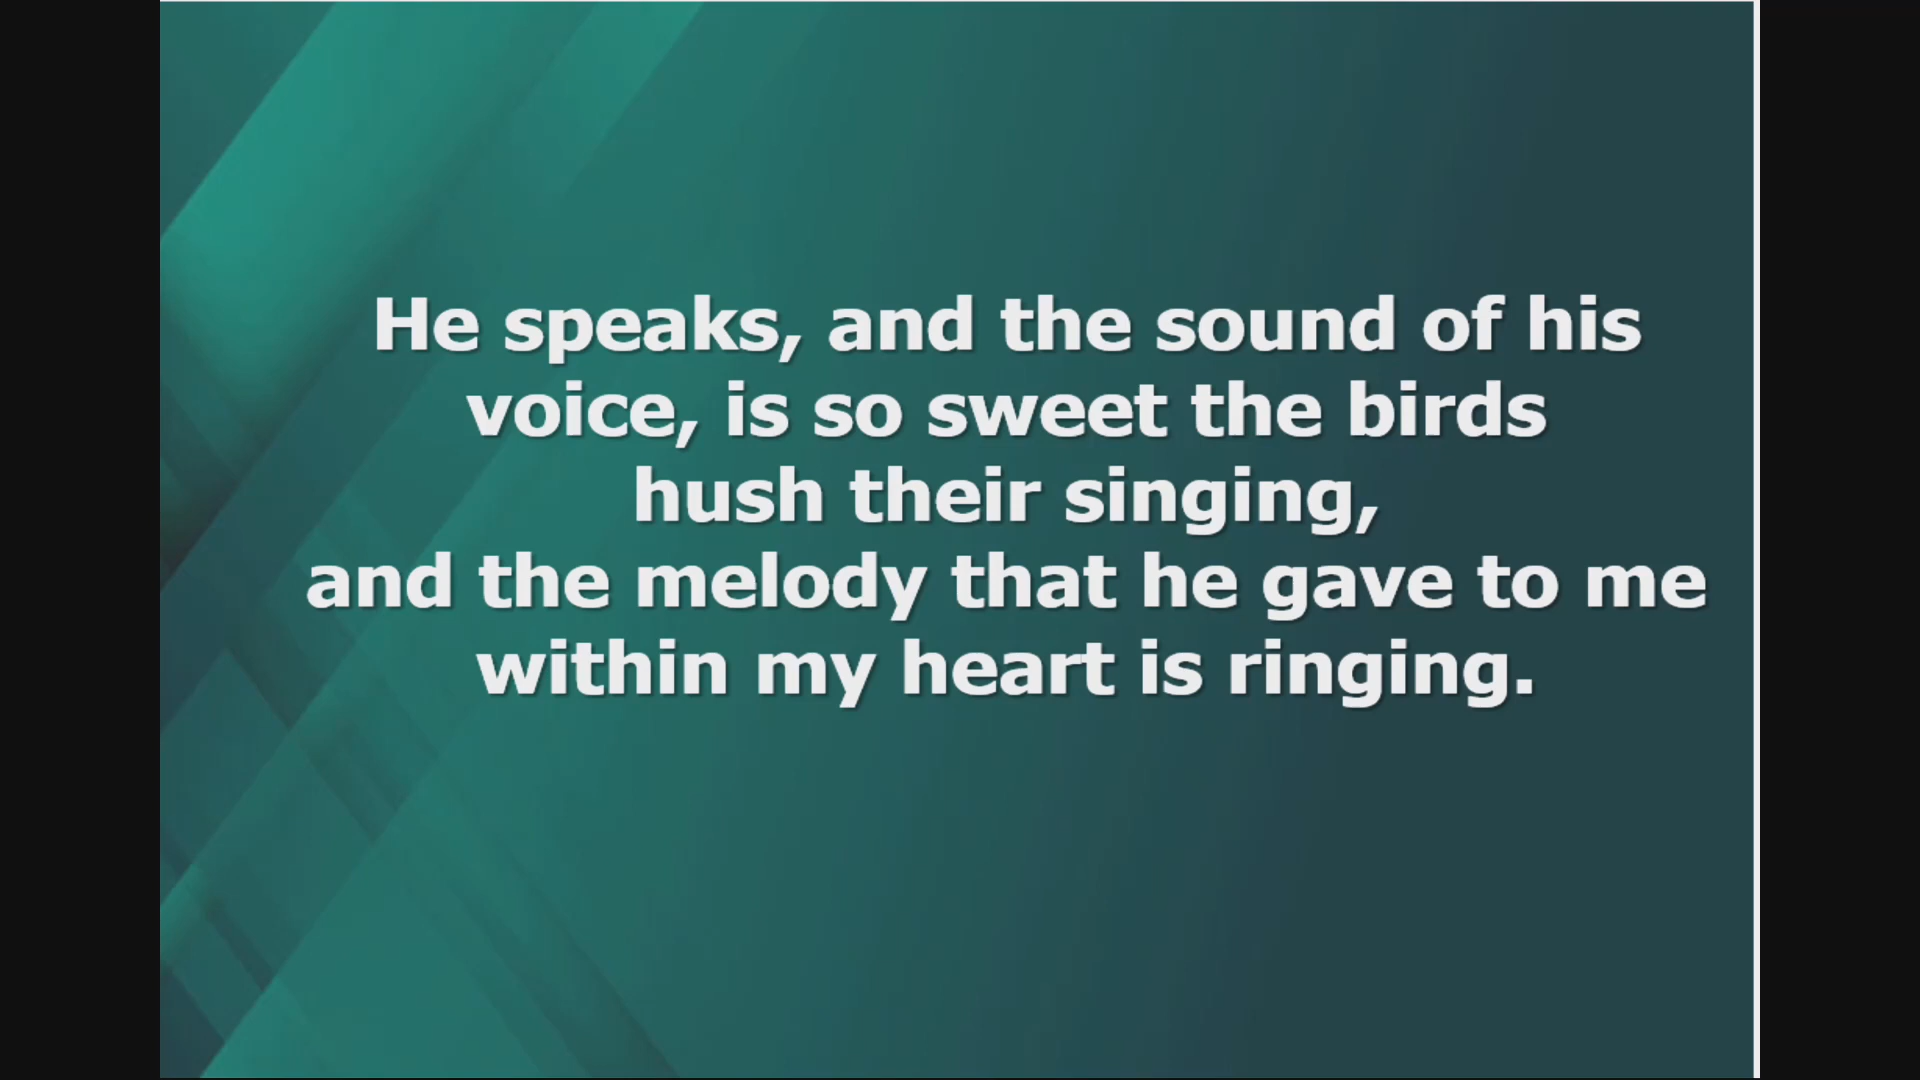 He speaks, and the sound of his
voice, is so sweet the birds
hush their singing,
and the melody that he gave to me
within my heart is ringing.